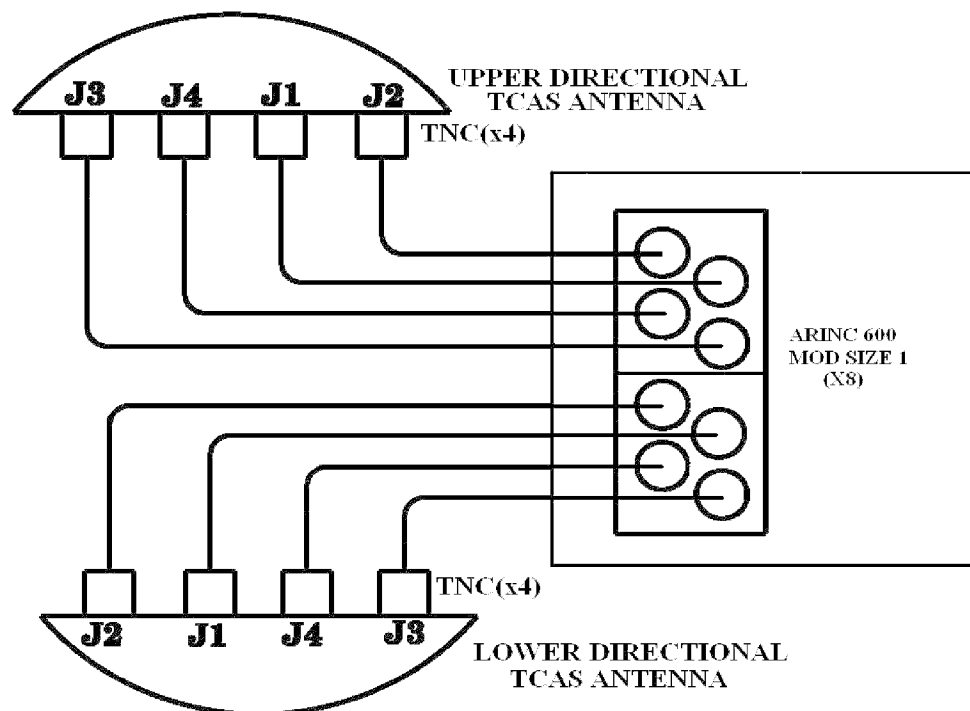 J3 J4 J1 J2
UPPER DIRECTIONAL
TCAS ANTENNA
TNC(x4)
ARINC 600
MOD SIZE 1
(X8)
TNC(x4)
J2 J1 J4 J3
LOWER DIRECTIONAL
TCAS ANTENNA